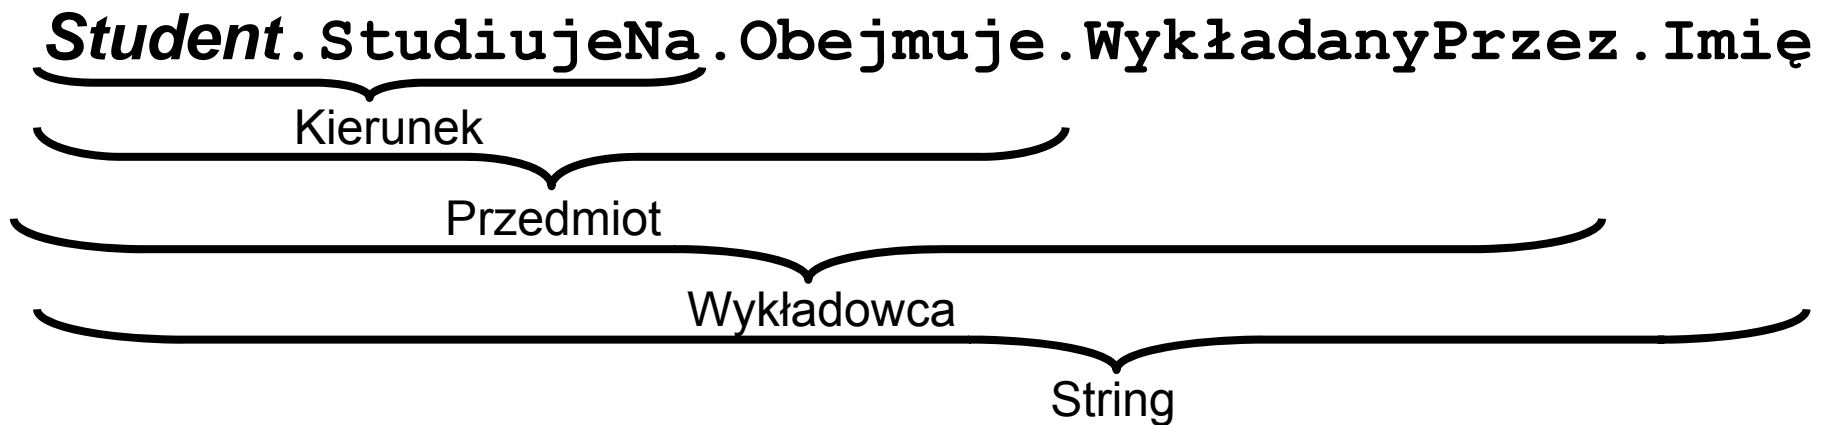 Student.StudiujeNa.Obejmuje.WykładanyPrzez.Imię
Kierunek
Przedmiot
Wykładowca
String